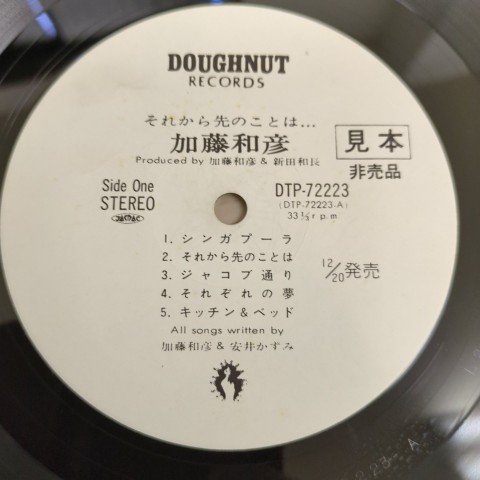 DOUGHNUT
RECORDS
それから先のことは...
加藤和彦
見本
Produced by 加藤和彦 & 新田和長
非売品
Side One
STEREO
DTP-72223
(DTP-72223-A)
33 1/3 r.p.m
1. シンガプーラ
2. それから先のことは
3. ジャコブ通り
4. それぞれの夢
5. キッチン&ベッド
12/20発売
All songs written by
加藤和彦 & 安井かずみ